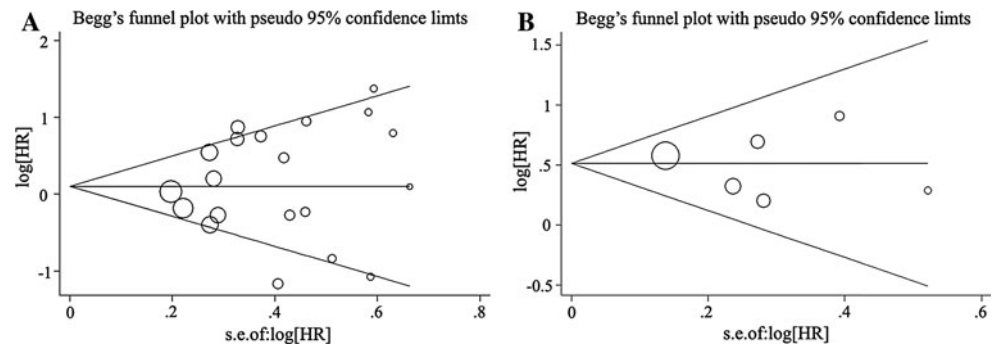 A
Begg's funnel plot with pseudo 95% confidence limts
2
1
0
-1
log[HR]
0
.2
.4
.6
.8
s.e.of:log[HR]
B
Begg's funnel plot with pseudo 95% confidence limts
1.5
1
.5
0
-0.5
log[HR]
0
.2
.4
.6
s.e.of:log[HR]